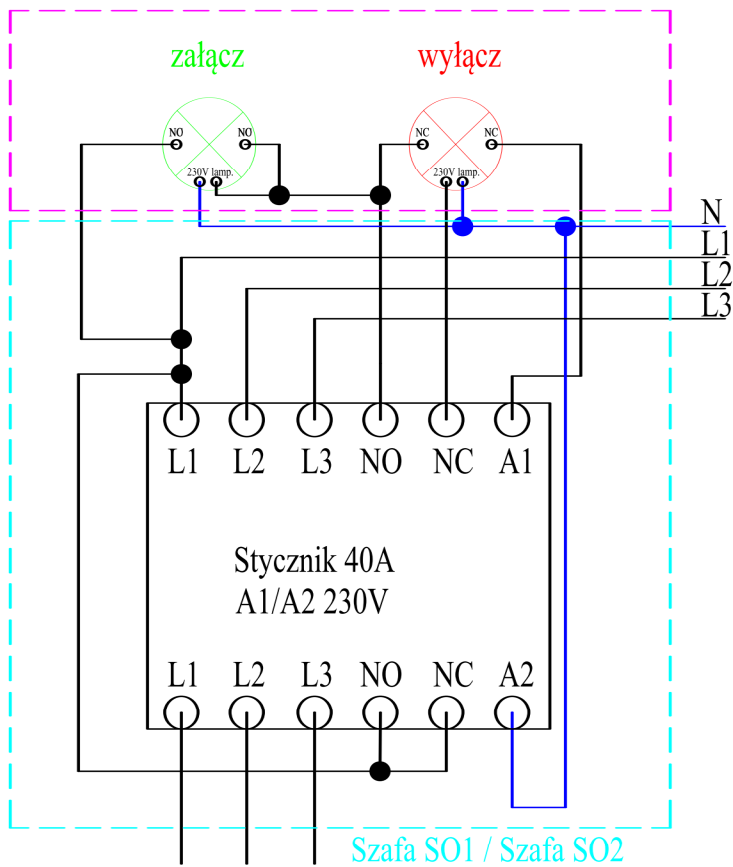 załącz wyłącz
NO NO NC NC
230V lamp. 230V lamp.
N
L1
L2
L3
L1 L2 L3 NO NC A1
Stycznik 40A
A1/A2 230V
L1 L2 L3 NO NC A2
Szafa SO1 / Szafa SO2